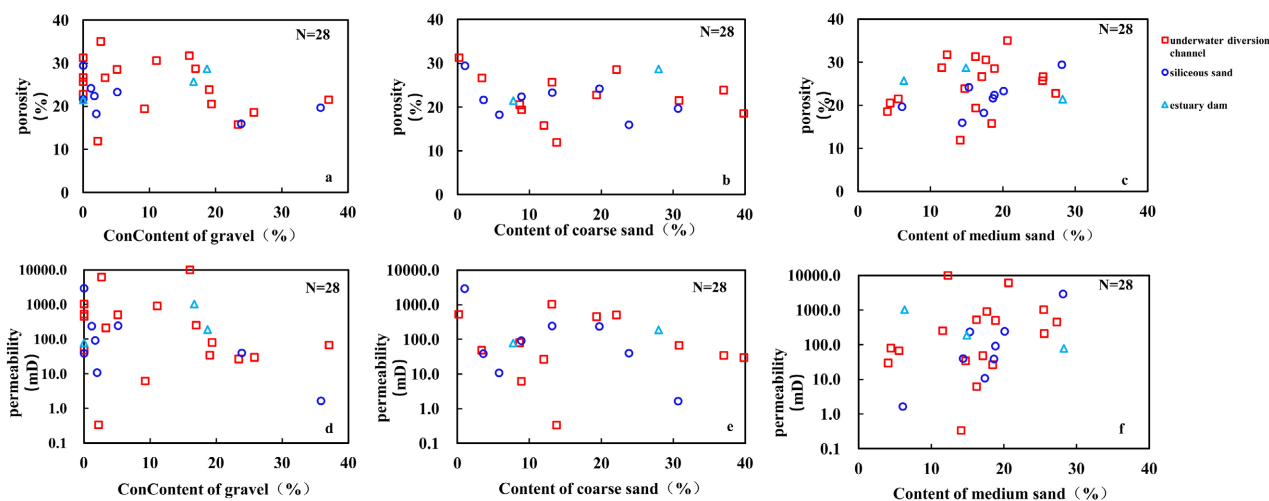 40
30
20
10
0
porosity
(%)
N=28
a
0 10 20 30 40
ConContent of gravel（%）
40
30
20
10
0
porosity
(%)
N=28
b
0 10 20 30 40
Content of coarse sand（%）
40
30
20
10
0
porosity
(%)
N=28
c
0 10 20 30 40
Content of medium sand（%）
underwater diversion
channel
siliceous sand
estuary dam
10000.0
1000.0
100.0
10.0
1.0
0.1
permeability
(mD)
N=28
d
0 10 20 30 40
ConContent of gravel（%）
10000.0
1000.0
100.0
10.0
1.0
0.1
permeability
(mD)
N=28
e
0 10 20 30 40
Content of coarse sand（%）
10000.0
1000.0
100.0
10.0
1.0
0.1
permeability
(mD)
N=28
f
0 10 20 30 40
Content of medium sand（%）